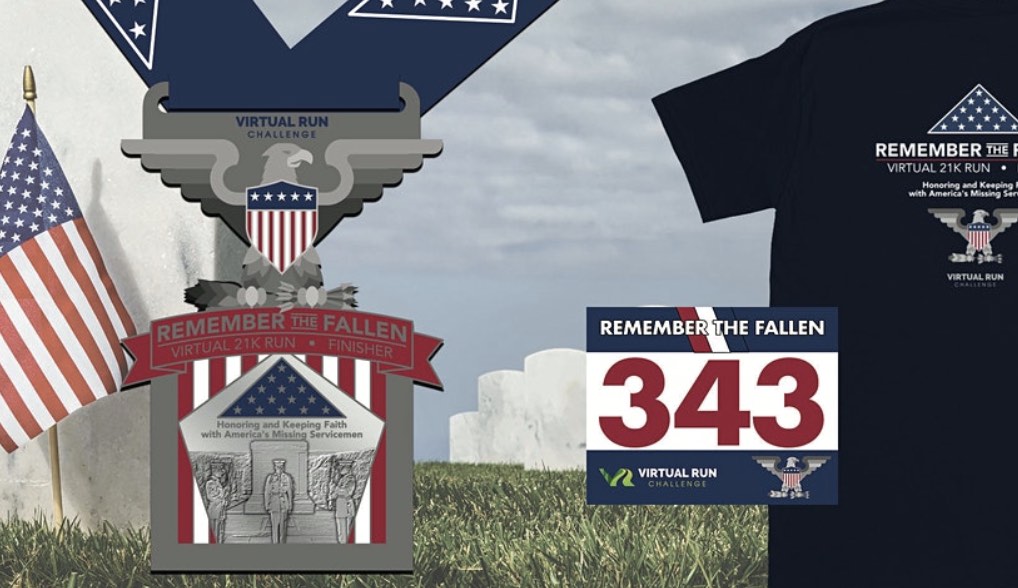 VIRTUAL RUN
CHALLENGE
REMEMBER THE FALLEN
VIRTUAL 21K RUN • FINISHER
Honoring and Keeping Faith
with America's Missing Servicemen
REMEMBER THE
VIRTUAL 21K RUN •
Honoring and Keeping
with America's Missing
VIRTUAL RUN
CHALLENGE
REMEMBER THE FALLEN
343
VIRTUAL RUN
CHALLENGE